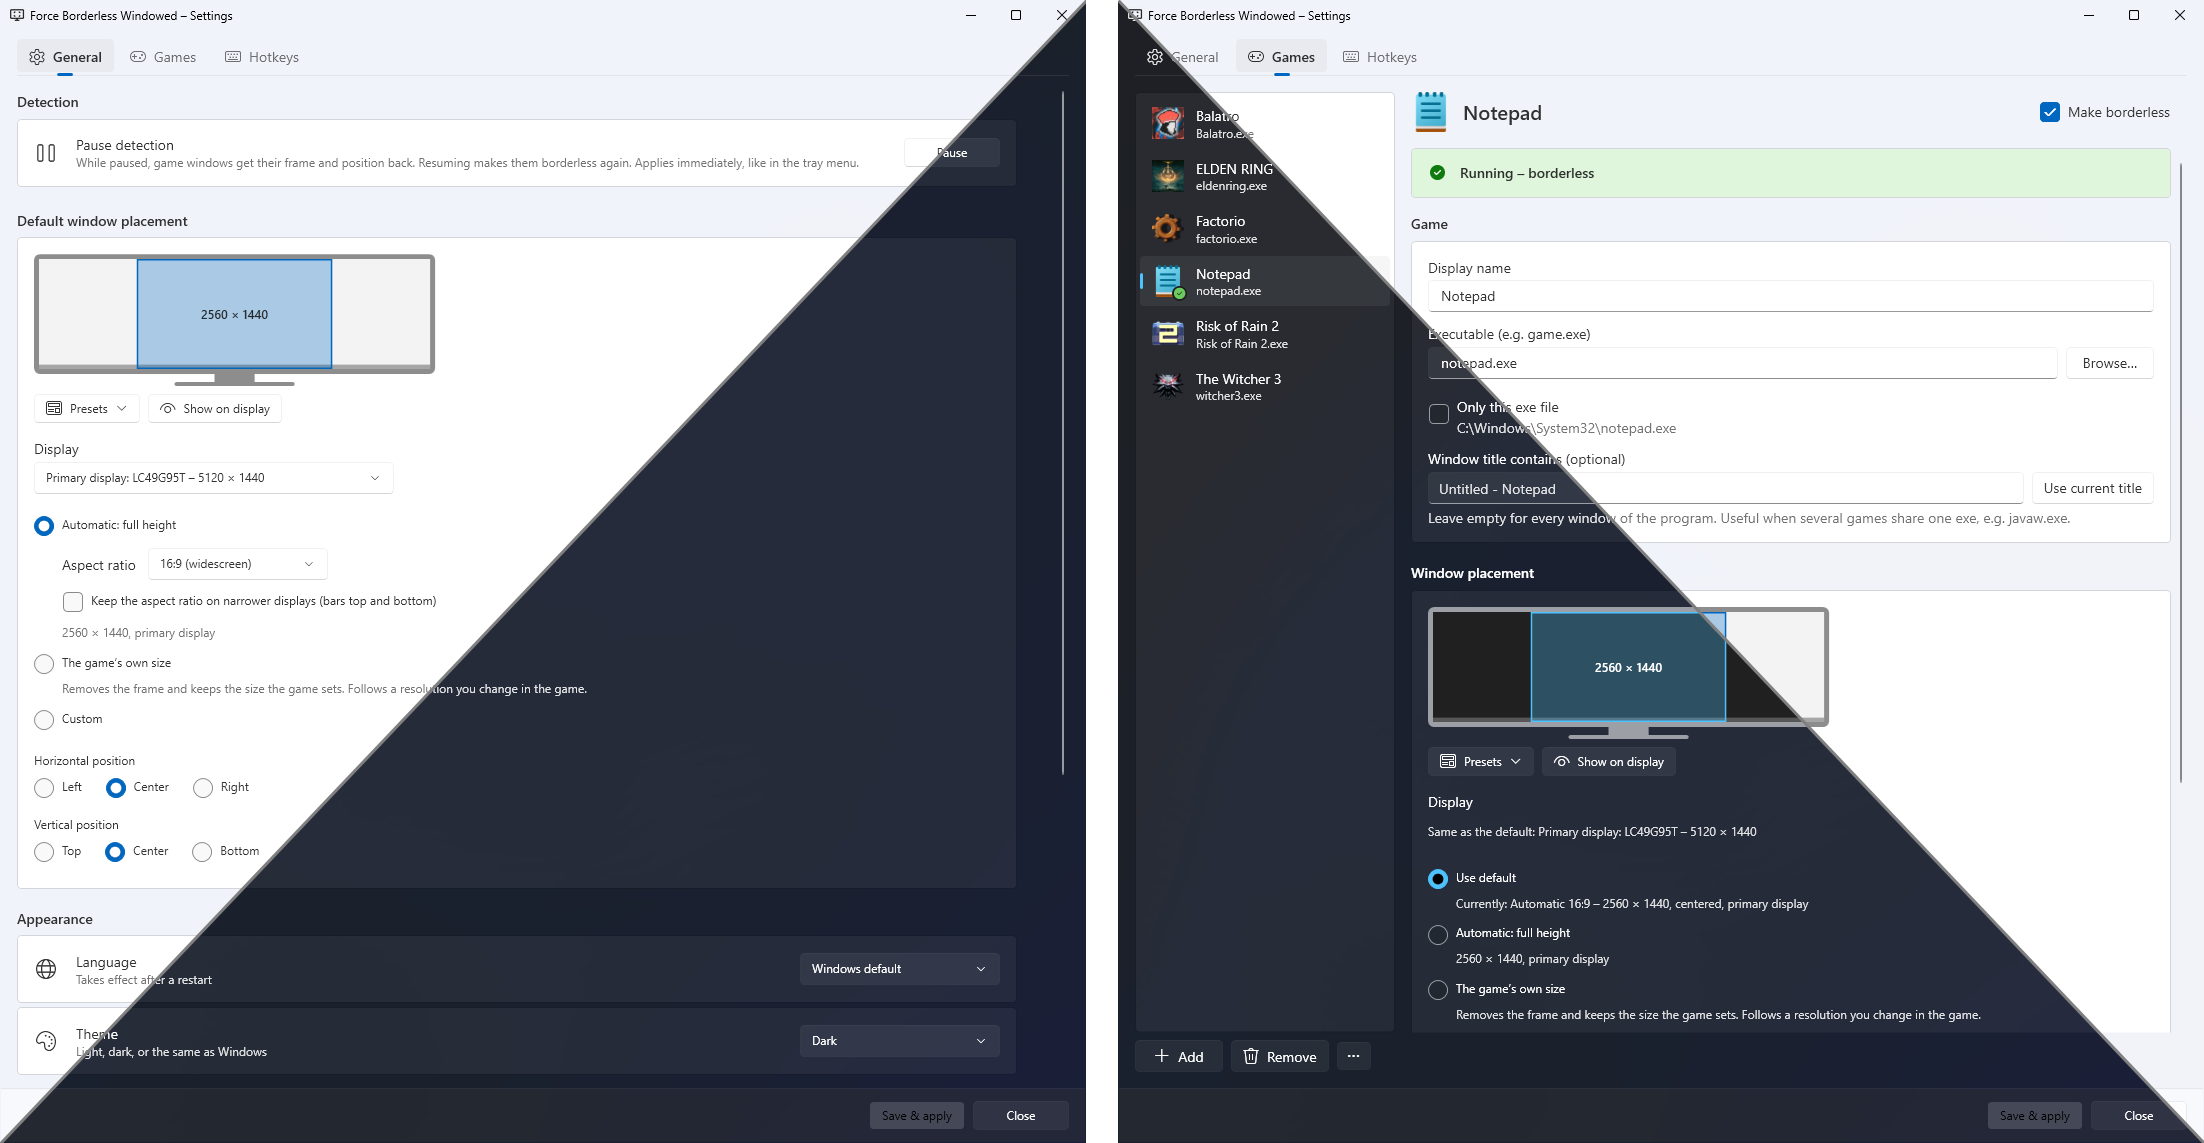 Force Borderless Windowed – Settings
General
Games
Hotkeys
Detection
Pause detection
While paused, game windows get their frame and position back. Resuming makes them borderless again. Applies immediately, like in the tray menu.
Pause
Default window placement
2560 × 1440
Presets
Show on display
Display
Primary display: LC49G95T – 5120 × 1440
Automatic: full height
Aspect ratio
16:9 (widescreen)
Keep the aspect ratio on narrower displays (bars top and bottom)
2560 × 1440, primary display
The game's own size
Removes the frame and keeps the size the game sets. Follows a resolution you change in the game.
Custom
Horizontal position
Left
Center
Right
Vertical position
Top
Center
Bottom
Appearance
Language
Takes effect after a restart
Windows default
Theme
Light, dark, or the same as Windows
Dark
Save & apply
Close
Force Borderless Windowed – Settings
General
Games
Hotkeys
Balatro
Balatro.exe
ELDEN RING
eldenring.exe
Factorio
factorio.exe
Notepad
notepad.exe
Risk of Rain 2
Risk of Rain 2.exe
The Witcher 3
witcher3.exe
Add
Remove
Notepad
Make borderless
Running – borderless
Game
Display name
Notepad
Executable (e.g. game.exe)
notepad.exe
Browse...
Only this exe file
C:\Windows\System32\notepad.exe
Window title contains (optional)
Untitled - Notepad
Use current title
Leave empty for every window of the program. Useful when several games share one exe, e.g. javaw.exe.
Window placement
2560 × 1440
Presets
Show on display
Display
Same as the default: Primary display: LC49G95T – 5120 × 1440
Use default
Currently: Automatic 16:9 – 2560 × 1440, centered, primary display
Automatic: full height
2560 × 1440, primary display
The game's own size
Removes the frame and keeps the size the game sets. Follows a resolution you change in the game.
Save & apply
Close